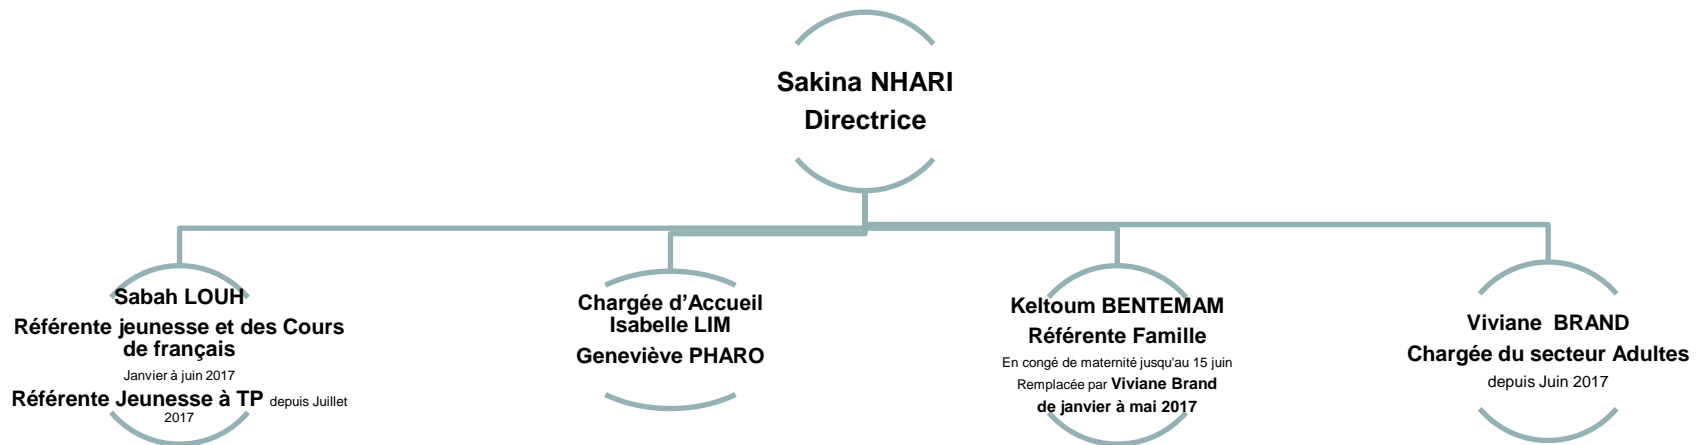 Sakina NHARI
Directrice
Sabah LOUH
Référente jeunesse et des Cours
de français
Janvier à juin 2017
Référente Jeunesse à TP depuis Juillet
2017
Chargée d'Accueil
Isabelle LIM
Geneviève PHARO
Keltoum BENTEMAM
Référente Famille
En congé de maternité jusqu'au 15 juin
Remplacée par Viviane Brand
de janvier à mai 2017
Viviane BRAND
Chargée du secteur Adultes
depuis Juin 2017